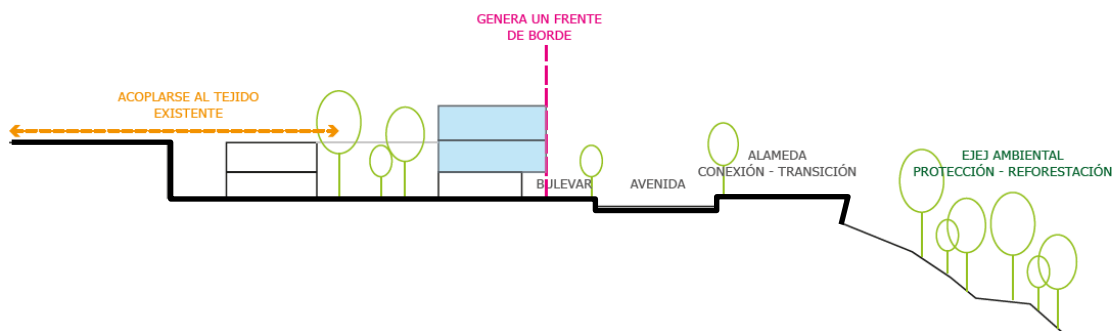 GENERA UN FRENTE
DE BORDE
ACOPLARSE AL TEJIDO
EXISTENTE
BULEVAR
AVENIDA
ALAMEDA
CONEXIÓN - TRANSICIÓN
EJEJ AMBIENTAL
PROTECCIÓN - REFORESTACIÓN